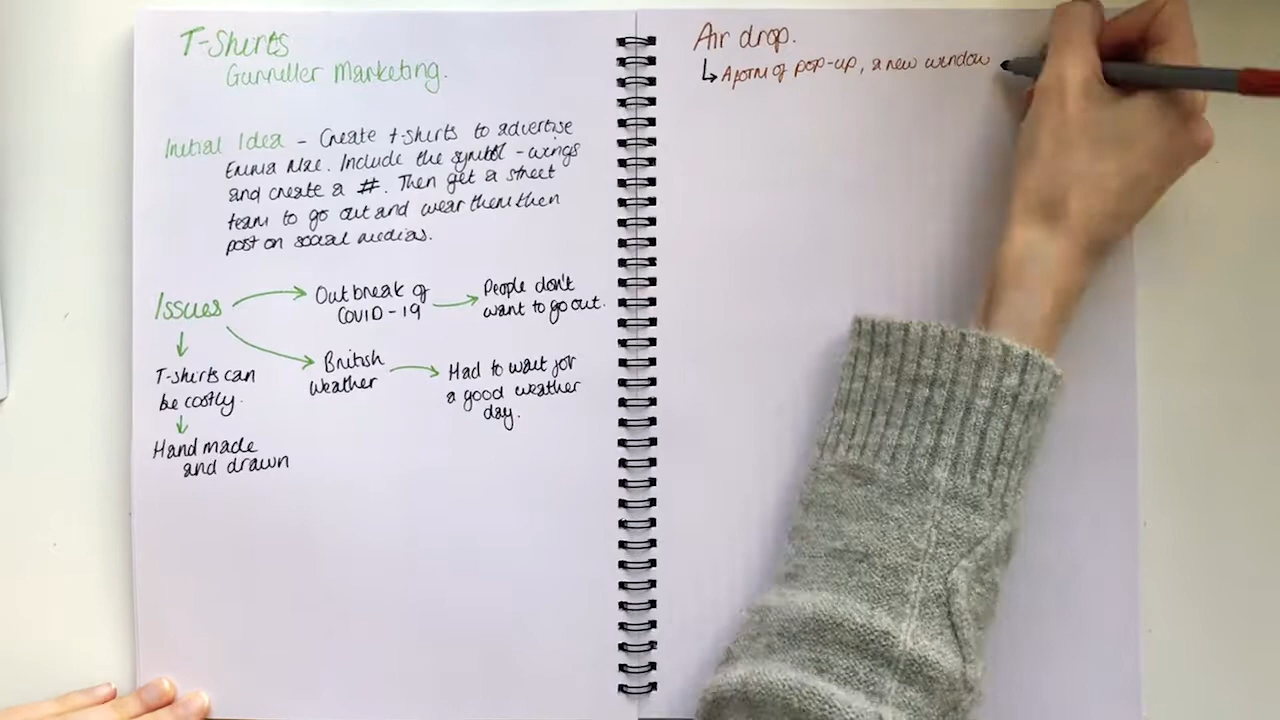 T-Shirts
Gurruller Marketing.
Initial Idea - Create t-shirts to advertise
Emma Mae. Include the symbol - wings
and create a #. Then get a street
team to go out and wear them then
post on social medias.
Issues
Outbreak of
COVID-19
People don't
want to go out.
British
weather
Had to wait for
a good weather
day.
T-shirts can
be costly.
Hand made
and drawn
Air drop.
A form of pop-up, a new window